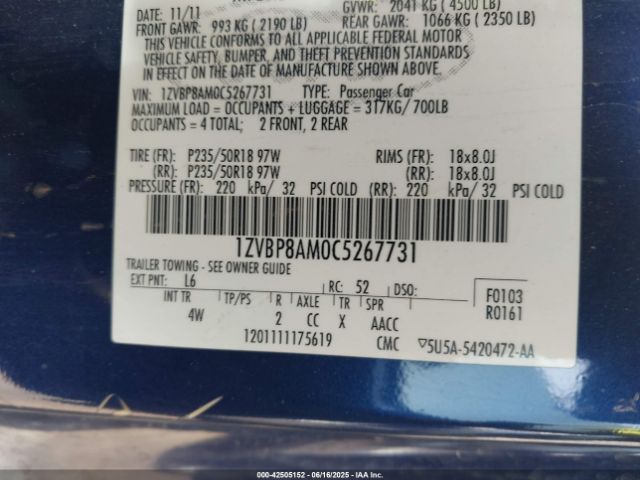 DATE: 11/11
GVWR: 2041 KG ( 4500 LB)
FRONT GAWR: 993 KG ( 2190 LB)
REAR GAWR: 1066 KG ( 2350 LB)
THIS VEHICLE CONFORMS TO ALL APPLICABLE FEDERAL MOTOR
VEHICLE SAFETY, BUMPER, AND THEFT PREVENTION STANDARDS
IN EFFECT ON THE DATE OF MANUFACTURE SHOWN ABOVE.
VIN: 1ZVBP8AM0C5267731 TYPE: Passenger Car
MAXIMUM LOAD = OCCUPANTS + LUGGAGE = 317KG/ 700LB
OCCUPANTS = 4 TOTAL; 2 FRONT, 2 REAR
TIRE (FR): P235/50R18 97W RIMS (FR): 18x8.0J
(RR): P235/50R18 97W (RR): 18x8.0J
PRESSURE (FR): 220 kPa/ 32 PSI COLD (RR): 220 kPa/ 32 PSI COLD
1ZVBP8AM0C5267731
TRAILER TOWING - SEE OWNER GUIDE
EXT PNT: L6 RC: 52 DSO: F0103
INT TR TP/PS R AXLE TR SPR R0161
4W 2 CC X AACC
1201111175619 CMC ▽5U5A-5420472-AA
000-42505152 - 06/16/2025 - IAAI, Inc.